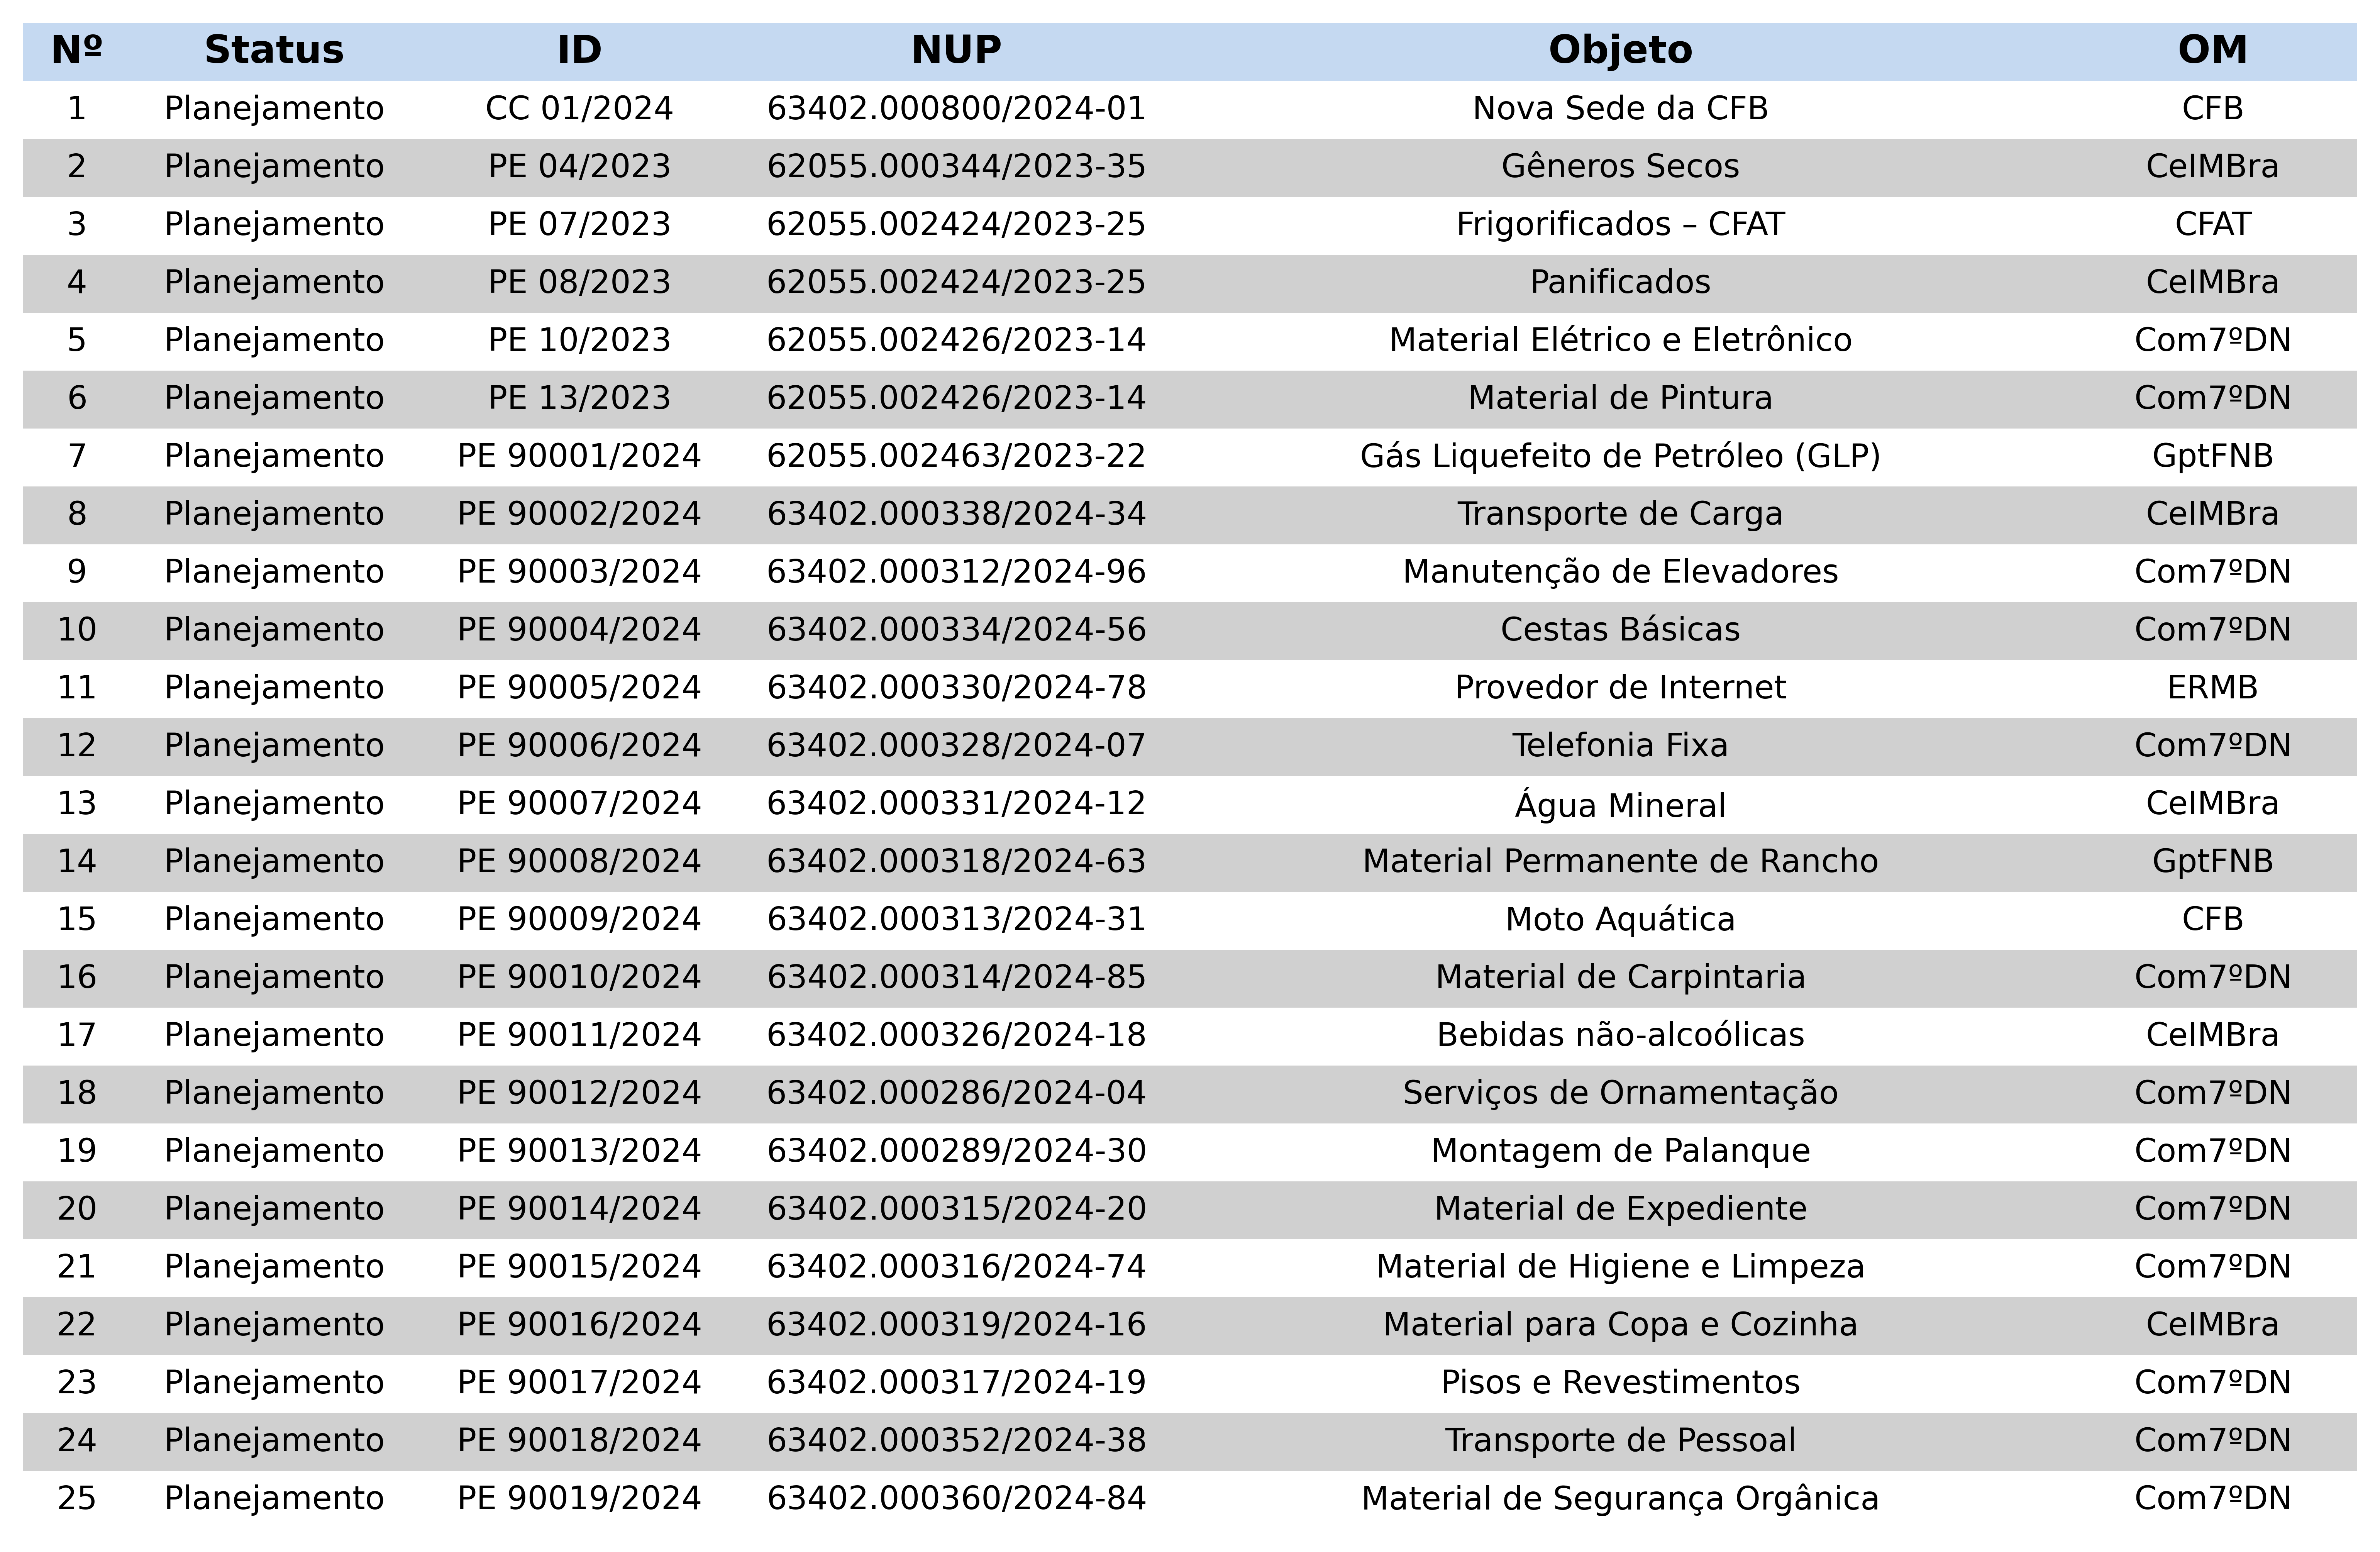 Nº Status ID NUP Objeto OM
1 Planejamento CC 01/2024 63402.000800/2024-01 Nova Sede da CFB CFB
2 Planejamento PE 04/2023 62055.000344/2023-35 Gêneros Secos CeIMBra
3 Planejamento PE 07/2023 62055.002424/2023-25 Frigorificados – CFAT CFAT
4 Planejamento PE 08/2023 62055.002424/2023-25 Panificados CeIMBra
5 Planejamento PE 10/2023 62055.002426/2023-14 Material Elétrico e Eletrônico Com7ºDN
6 Planejamento PE 13/2023 62055.002426/2023-14 Material de Pintura Com7ºDN
7 Planejamento PE 90001/2024 62055.002463/2023-22 Gás Liquefeito de Petróleo (GLP) GptFNB
8 Planejamento PE 90002/2024 63402.000338/2024-34 Transporte de Carga CeIMBra
9 Planejamento PE 90003/2024 63402.000312/2024-96 Manutenção de Elevadores Com7ºDN
10 Planejamento PE 90004/2024 63402.000334/2024-56 Cestas Básicas Com7ºDN
11 Planejamento PE 90005/2024 63402.000330/2024-78 Provedor de Internet ERMB
12 Planejamento PE 90006/2024 63402.000328/2024-07 Telefonia Fixa Com7ºDN
13 Planejamento PE 90007/2024 63402.000331/2024-12 Água Mineral CeIMBra
14 Planejamento PE 90008/2024 63402.000318/2024-63 Material Permanente de Rancho GptFNB
15 Planejamento PE 90009/2024 63402.000313/2024-31 Moto Aquática CFB
16 Planejamento PE 90010/2024 63402.000314/2024-85 Material de Carpintaria Com7ºDN
17 Planejamento PE 90011/2024 63402.000326/2024-18 Bebidas não-alcoólicas CeIMBra
18 Planejamento PE 90012/2024 63402.000286/2024-04 Serviços de Ornamentação Com7ºDN
19 Planejamento PE 90013/2024 63402.000289/2024-30 Montagem de Palanque Com7ºDN
20 Planejamento PE 90014/2024 63402.000315/2024-20 Material de Expediente Com7ºDN
21 Planejamento PE 90015/2024 63402.000316/2024-74 Material de Higiene e Limpeza Com7ºDN
22 Planejamento PE 90016/2024 63402.000319/2024-16 Material para Copa e Cozinha CeIMBra
23 Planejamento PE 90017/2024 63402.000317/2024-19 Pisos e Revestimentos Com7ºDN
24 Planejamento PE 90018/2024 63402.000352/2024-38 Transporte de Pessoal Com7ºDN
25 Planejamento PE 90019/2024 63402.000360/2024-84 Material de Segurança Orgânica Com7ºDN